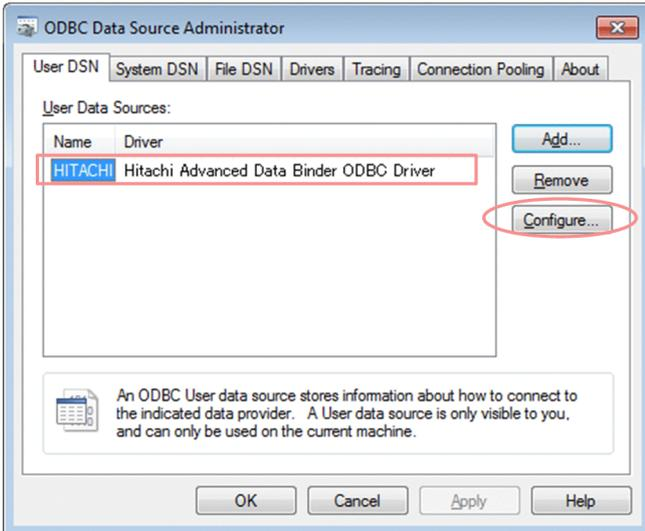 ODBC Data Source Administrator
User DSN System DSN File DSN Drivers Tracing Connection Pooling About
User Data Sources:
Name Driver
HITACHI Hitachi Advanced Data Binder ODBC Driver
Add...
Remove
Configure...
An ODBC User data source stores information about how to connect to
the indicated data provider. A User data source is only visible to you,
and can only be used on the current machine.
OK Cancel Apply Help